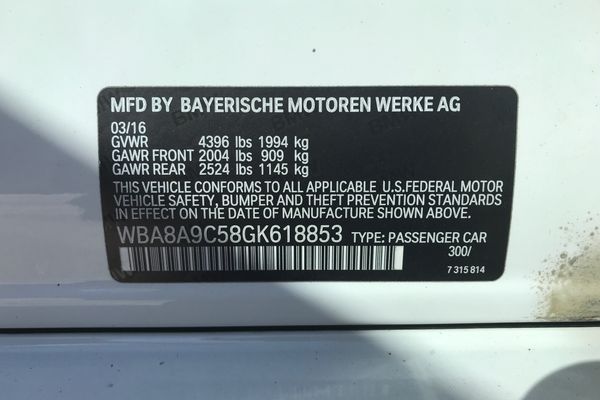 MFD BY BAYERISCHE MOTOREN WERKE AG
03/16
GVWR 4396 lbs 1994 kg
GAWR FRONT 2004 lbs 909 kg
GAWR REAR 2524 lbs 1145 kg
THIS VEHICLE CONFORMS TO ALL APPLICABLE U.S.FEDERAL MOTOR
VEHICLE SAFETY, BUMPER AND THEFT PREVENTION STANDARDS
IN EFFECT ON THE DATE OF MANUFACTURE SHOWN ABOVE.
WBA8A9C58GK618853 TYPE: PASSENGER CAR
300/
7 315 814